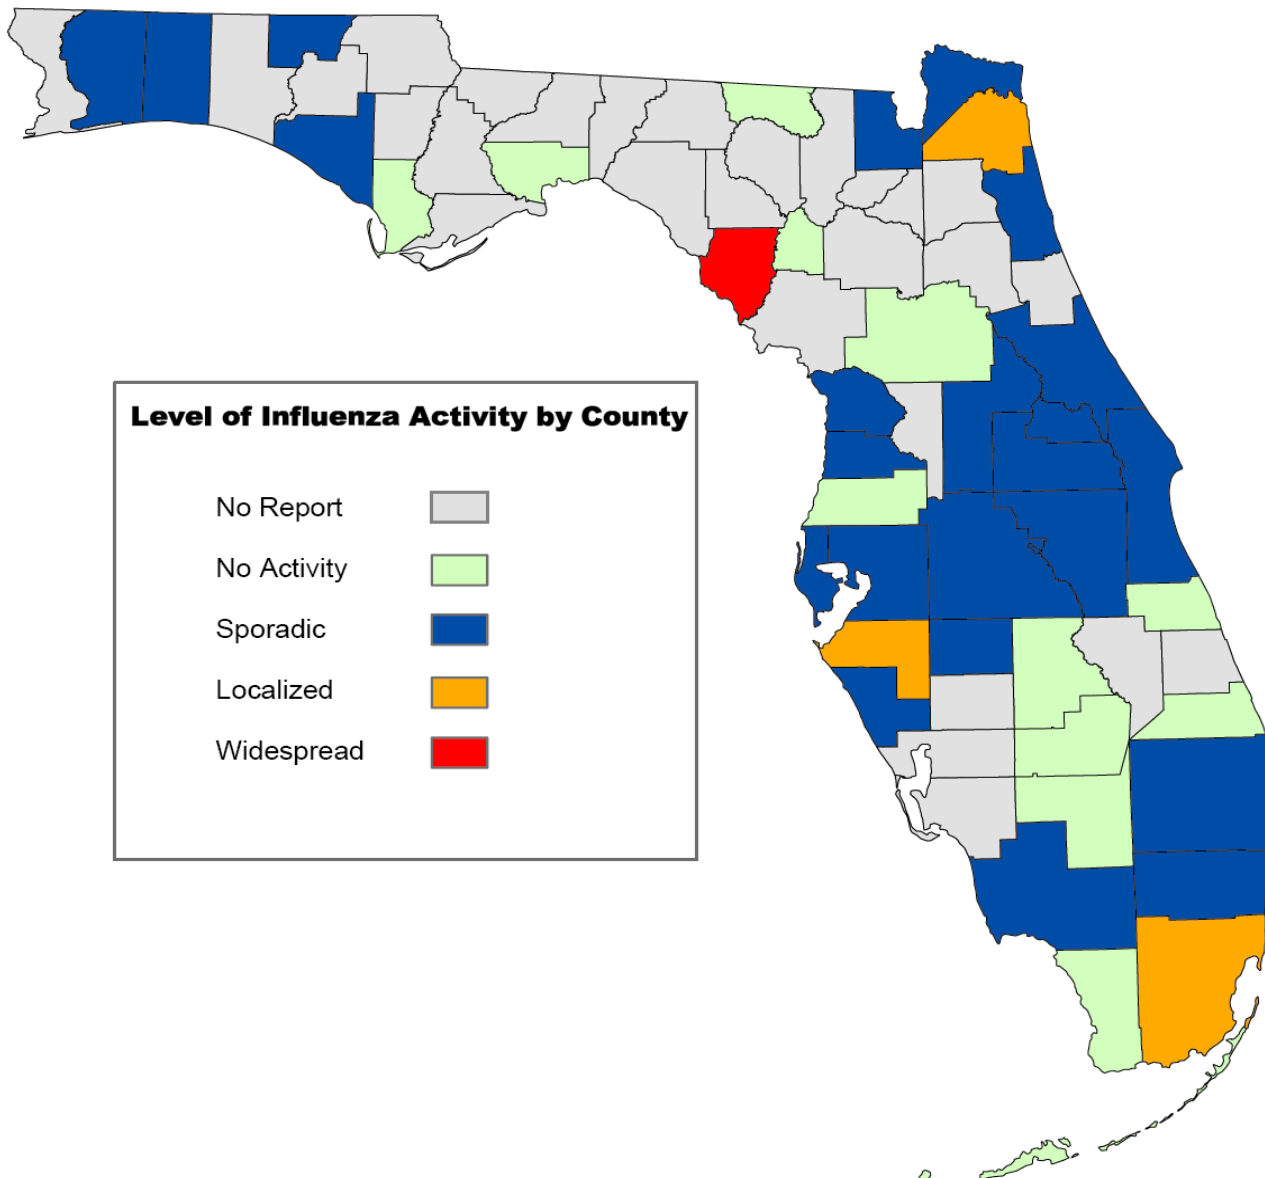 Level of Influenza Activity by County
No Report
No Activity
Sporadic
Localized
Widespread